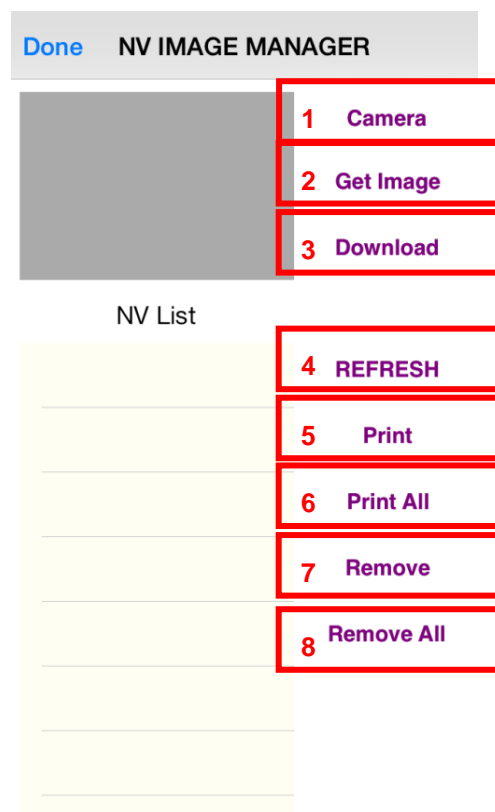 Done NV IMAGE MANAGER
1 Camera
2 Get Image
3 Download
NV List
4 REFRESH
5 Print
6 Print All
7 Remove
8 Remove All